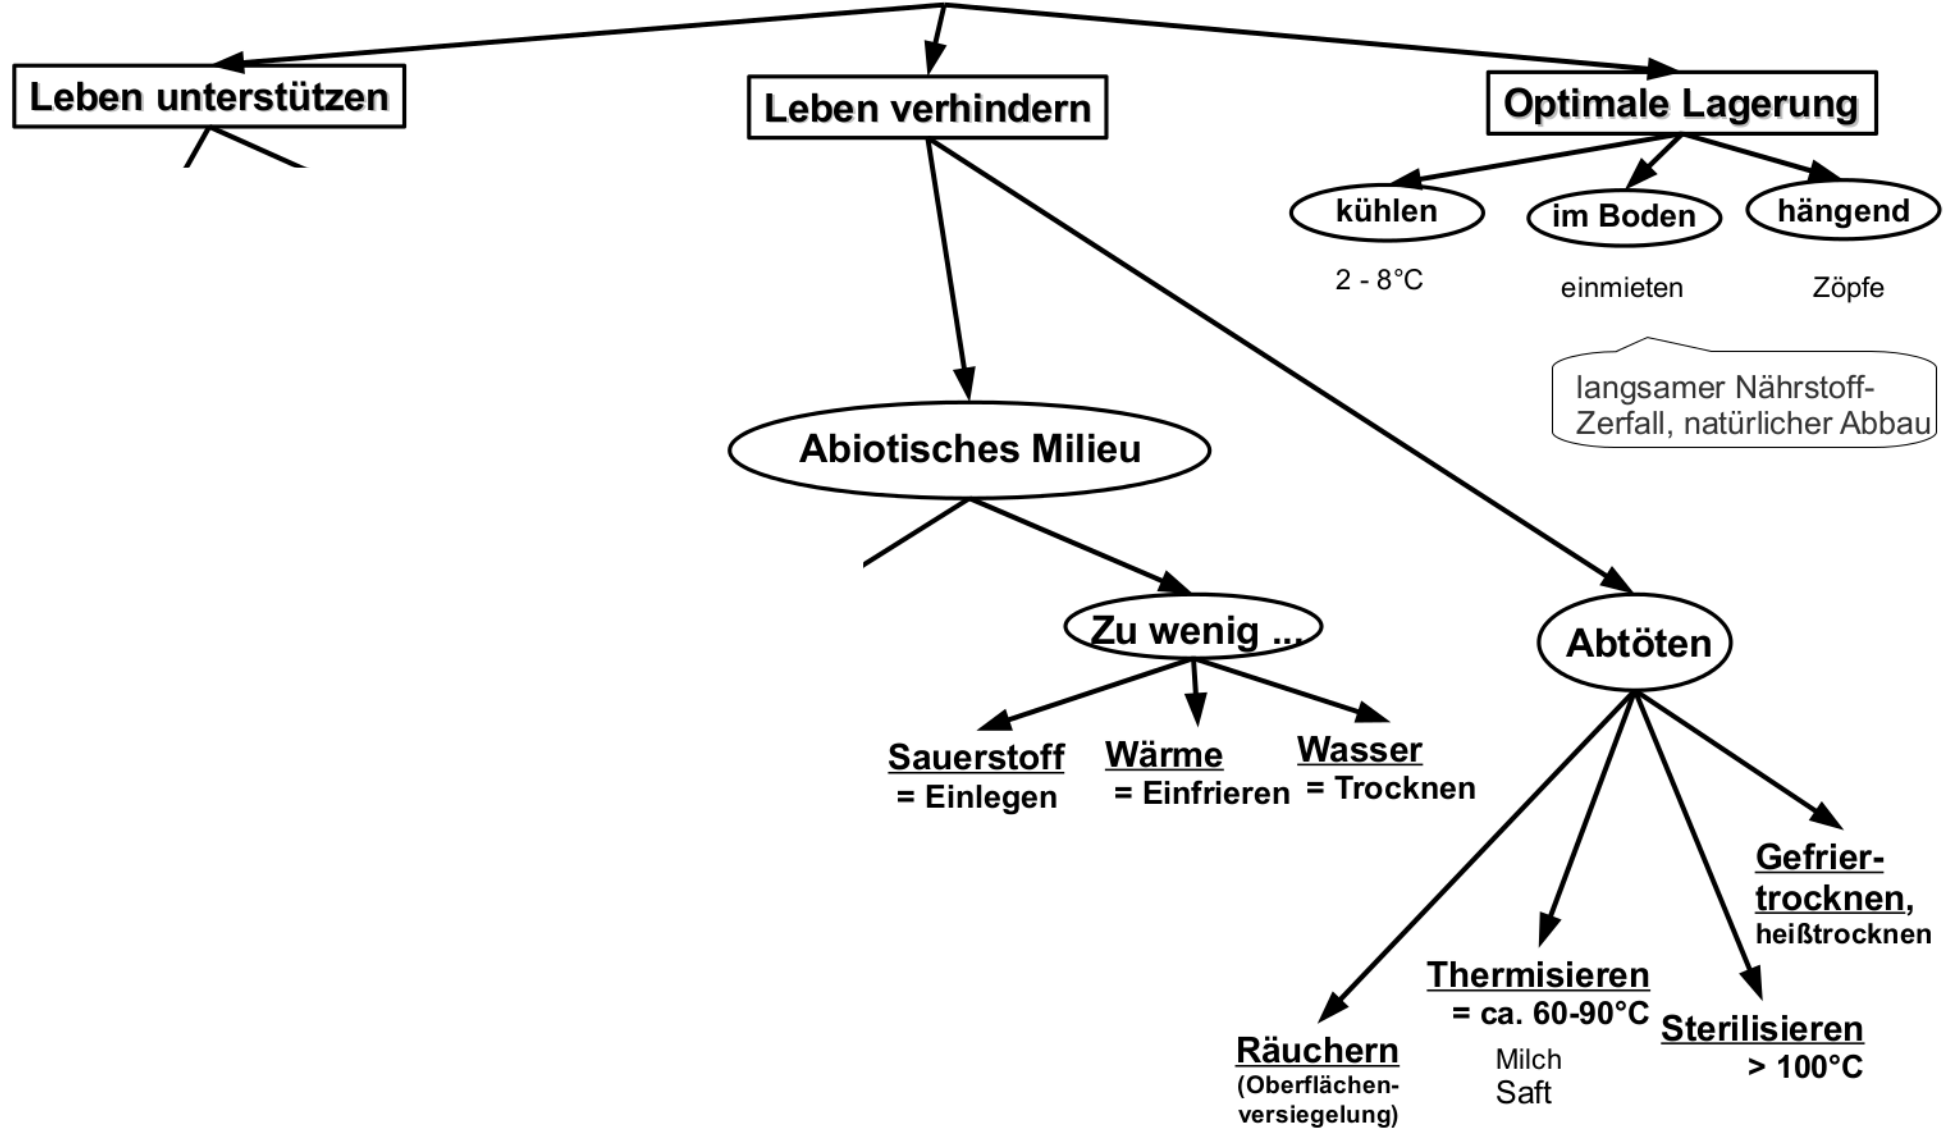 Leben unterstützen
Leben verhindern
Optimale Lagerung
kühlen
im Boden
hängend
2 - 8°C
einmieten
Zöpfe
langsamer Nährstoff-
Zerfall, natürlicher Abbau
Abiotisches Milieu
Zu wenig ...
Abtöten
Sauerstoff
= Einlegen
Wärme
= Einfrieren
Wasser
= Trocknen
Gefrier-
trocknen,
heißtrocknen
Thermisieren
= ca. 60-90°C
Milch
Saft
Sterilisieren
> 100°C
Räuchern
(Oberflächen-
versiegelung)